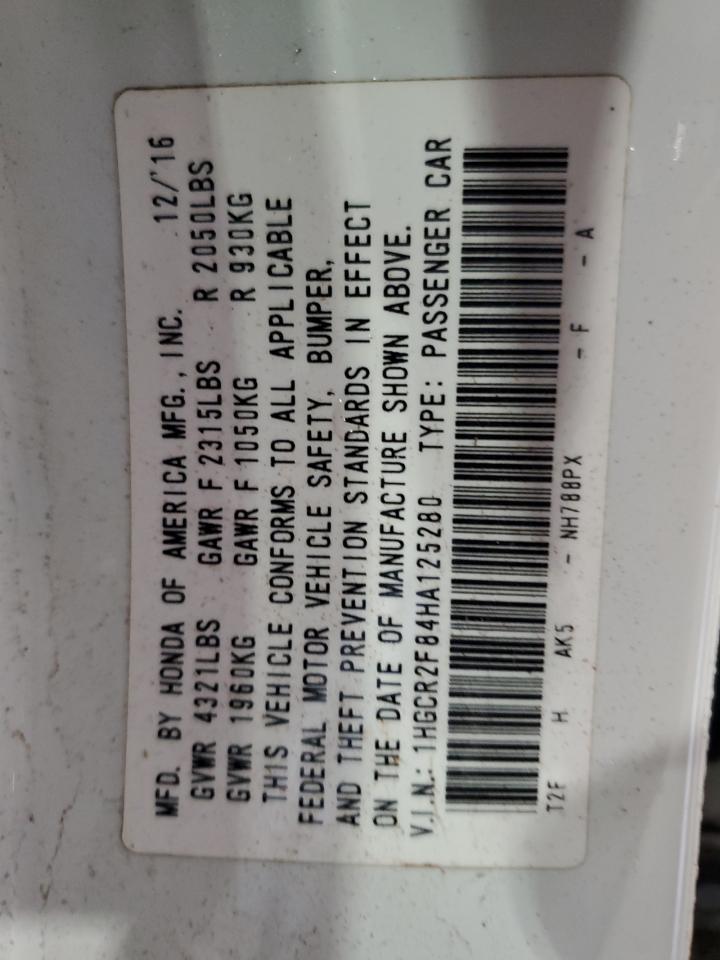 MFD. BY HONDA OF AMERICA MFG., INC. 12/'16
GVWR 4321LBS GAWR F 2315LBS R 2050LBS
GVWR 1960KG GAWR F 1050KG R 930KG
THIS VEHICLE CONFORMS TO ALL APPLICABLE
FEDERAL MOTOR VEHICLE SAFETY, BUMPER,
AND THEFT PREVENTION STANDARDS IN EFFECT
ON THE DATE OF MANUFACTURE SHOWN ABOVE.
V.I.N.: 1HGCR2F84HA125280 TYPE: PASSENGER CAR
T2F H AK5 - NH788PX - F - A